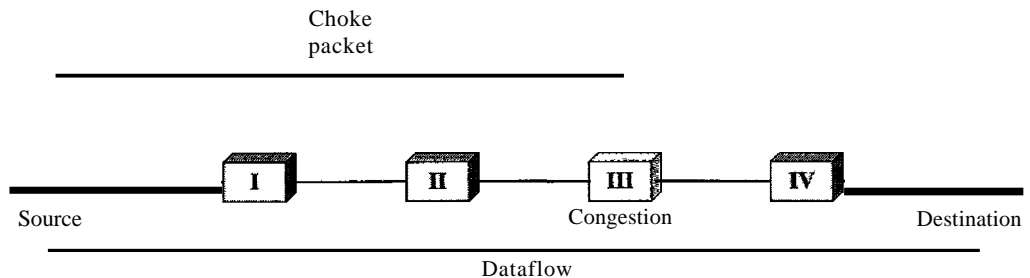 Choke
packet
I II III IV
Source Congestion Destination
Dataflow